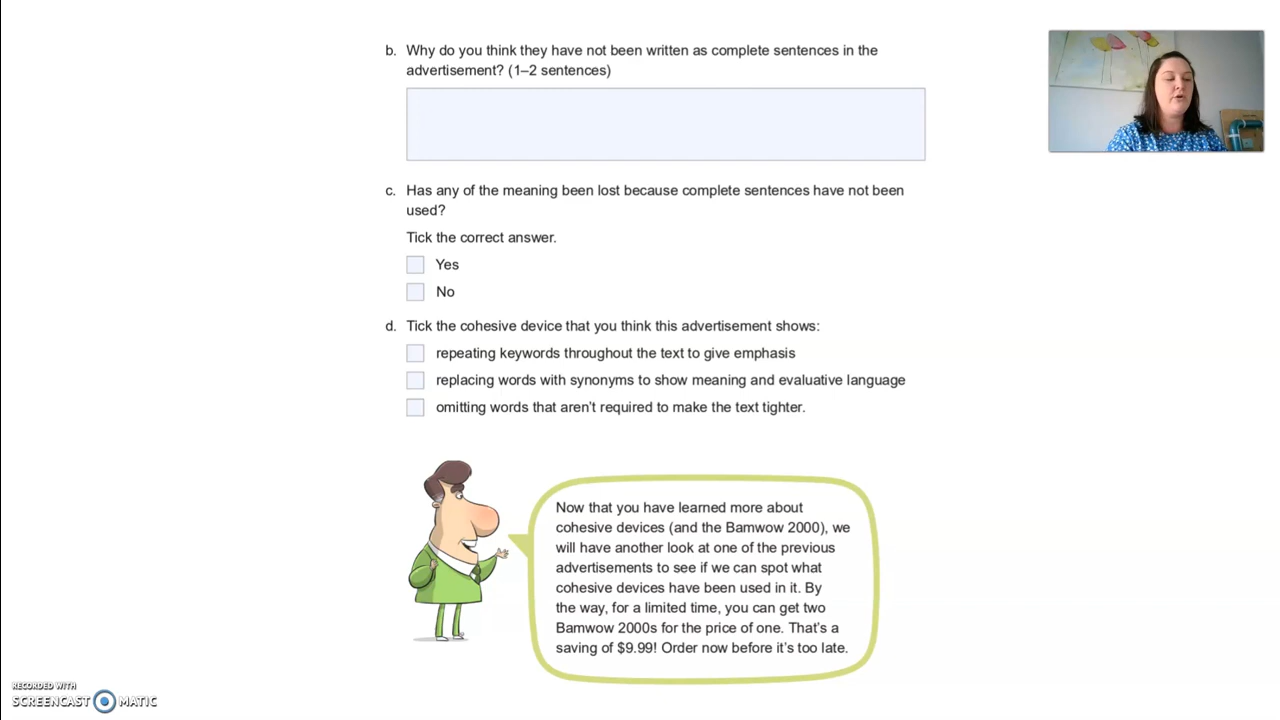 b. Why do you think they have not been written as complete sentences in the
advertisement? (1–2 sentences)
c. Has any of the meaning been lost because complete sentences have not been
used?
Tick the correct answer.
Yes
No
d. Tick the cohesive device that you think this advertisement shows:
repeating keywords throughout the text to give emphasis
replacing words with synonyms to show meaning and evaluative language
omitting words that aren't required to make the text tighter.
Now that you have learned more about
cohesive devices (and the Bamwow 2000), we
will have another look at one of the previous
advertisements to see if we can spot what
cohesive devices have been used in it. By
the way, for a limited time, you can get two
Bamwow 2000s for the price of one. That's a
saving of $9.99! Order now before it's too late.
RECORDED WITH
SCREENCAST MATIC